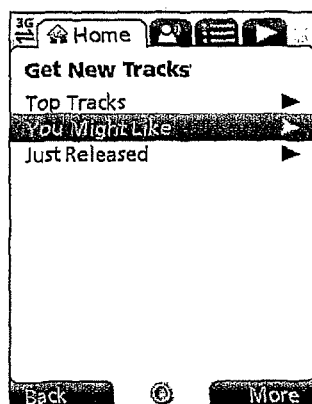 3G
Home
Get New Tracks
Top Tracks
You Might Like
Just Released
Back More